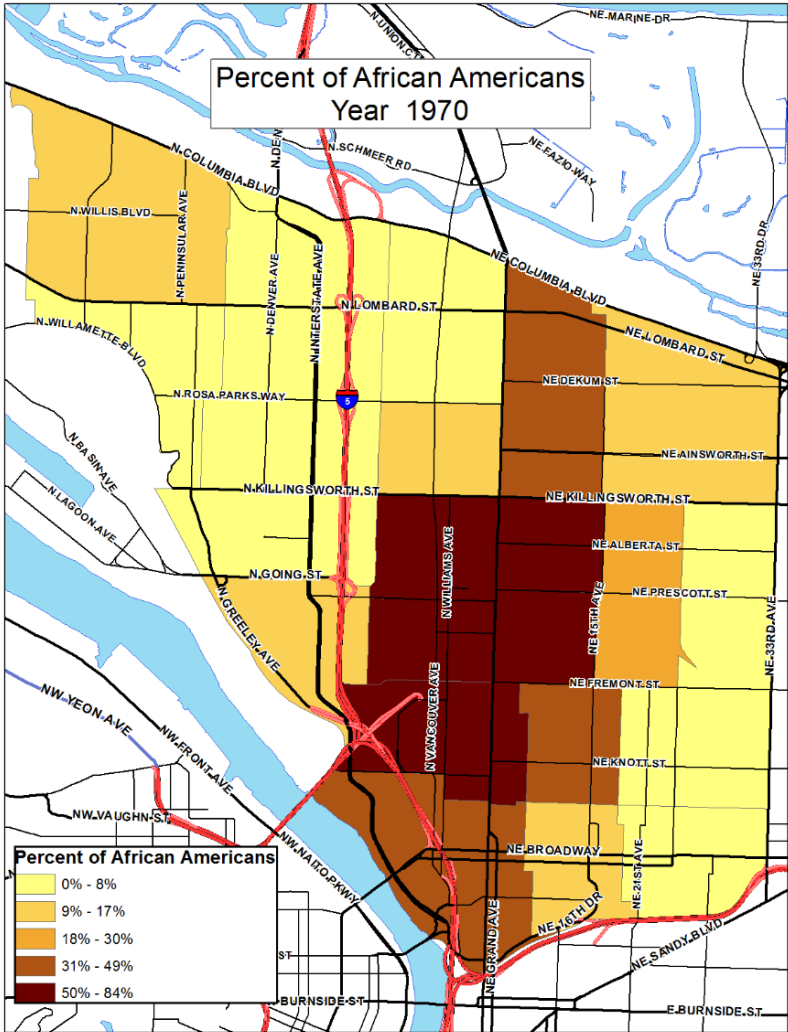 NE MARINE DR
N UNION CT
Percent of African Americans
Year 1970
N SCHMEER RD
NE FAZIO WAY
N DEN
N COLUMBIA BLVD
N WILLIS BLVD
N PENINSULAR AVE
N DENVER AVE
N INTERSTATE AVE
NE COLUMBIA BLVD
NE 33RD DR
N LOMBARD ST
NE LOMBARD ST
N WILLAMETTE BLVD
NE DEKUM ST
N ROSA PARKS WAY
5
N BASIN AVE
NE AINSWORTH ST
N LAGOON AVE
N KILLINGSWORTH ST
NE KILLINGSWORTH ST
N WILLIAMS AVE
NE ALBERTA ST
N GOING ST
NE PRESCOTT ST
N GREELEY AVE
NE 15TH AVE
NE 33RD AVE
NE FREMONT ST
NW YEON AVE
N VANCOUVER AVE
NW FRONT AVE
NE KNOTT ST
NW VAUGHN ST
NW NAITO PKWY
NE BROADWAY
NE 21ST AVE
NE GRAND AVE
NE 16TH DR
NE SANDY BLVD
Percent of African Americans
0% - 8%
9% - 17%
18% - 30%
31% - 49%
50% - 84%
ST
BURNSIDE ST
E BURNSIDE ST